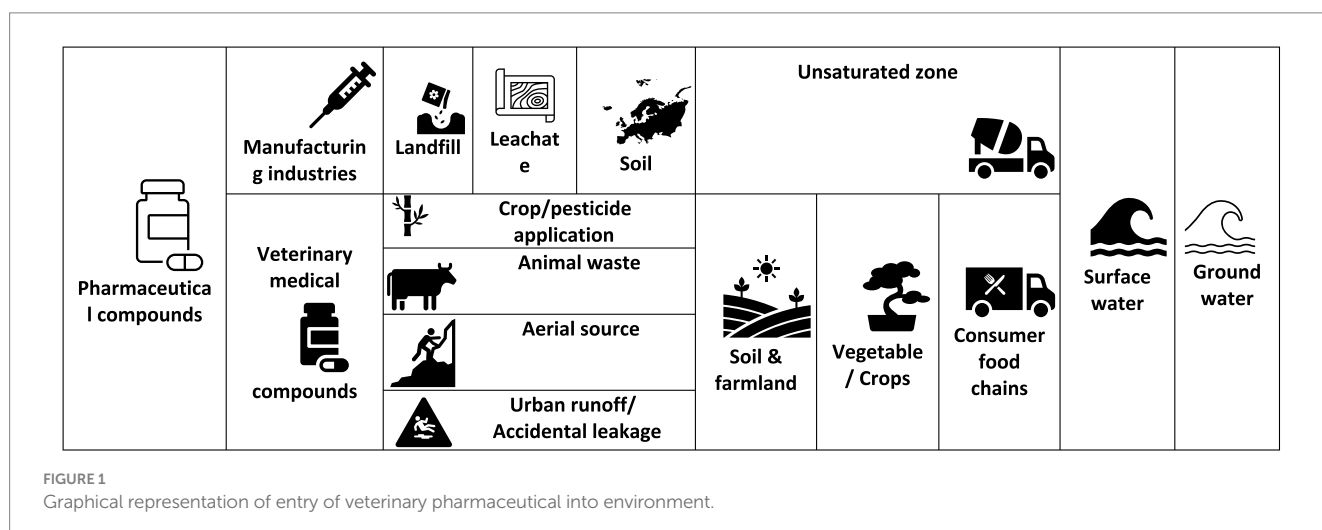 Pharmaceutica
l compounds
Manufacturin
g industries
Landfill
Leachat
e
Soil
Unsaturated zone
Veterinary
medical
compounds
Crop/pesticide
application
Animal waste
Aerial source
Urban runoff/
Accidental leakage
Soil &
farmland
Vegetable
/ Crops
Consumer
food
chains
Surface
water
Ground
water
FIGURE 1
Graphical representation of entry of veterinary pharmaceutical into environment.